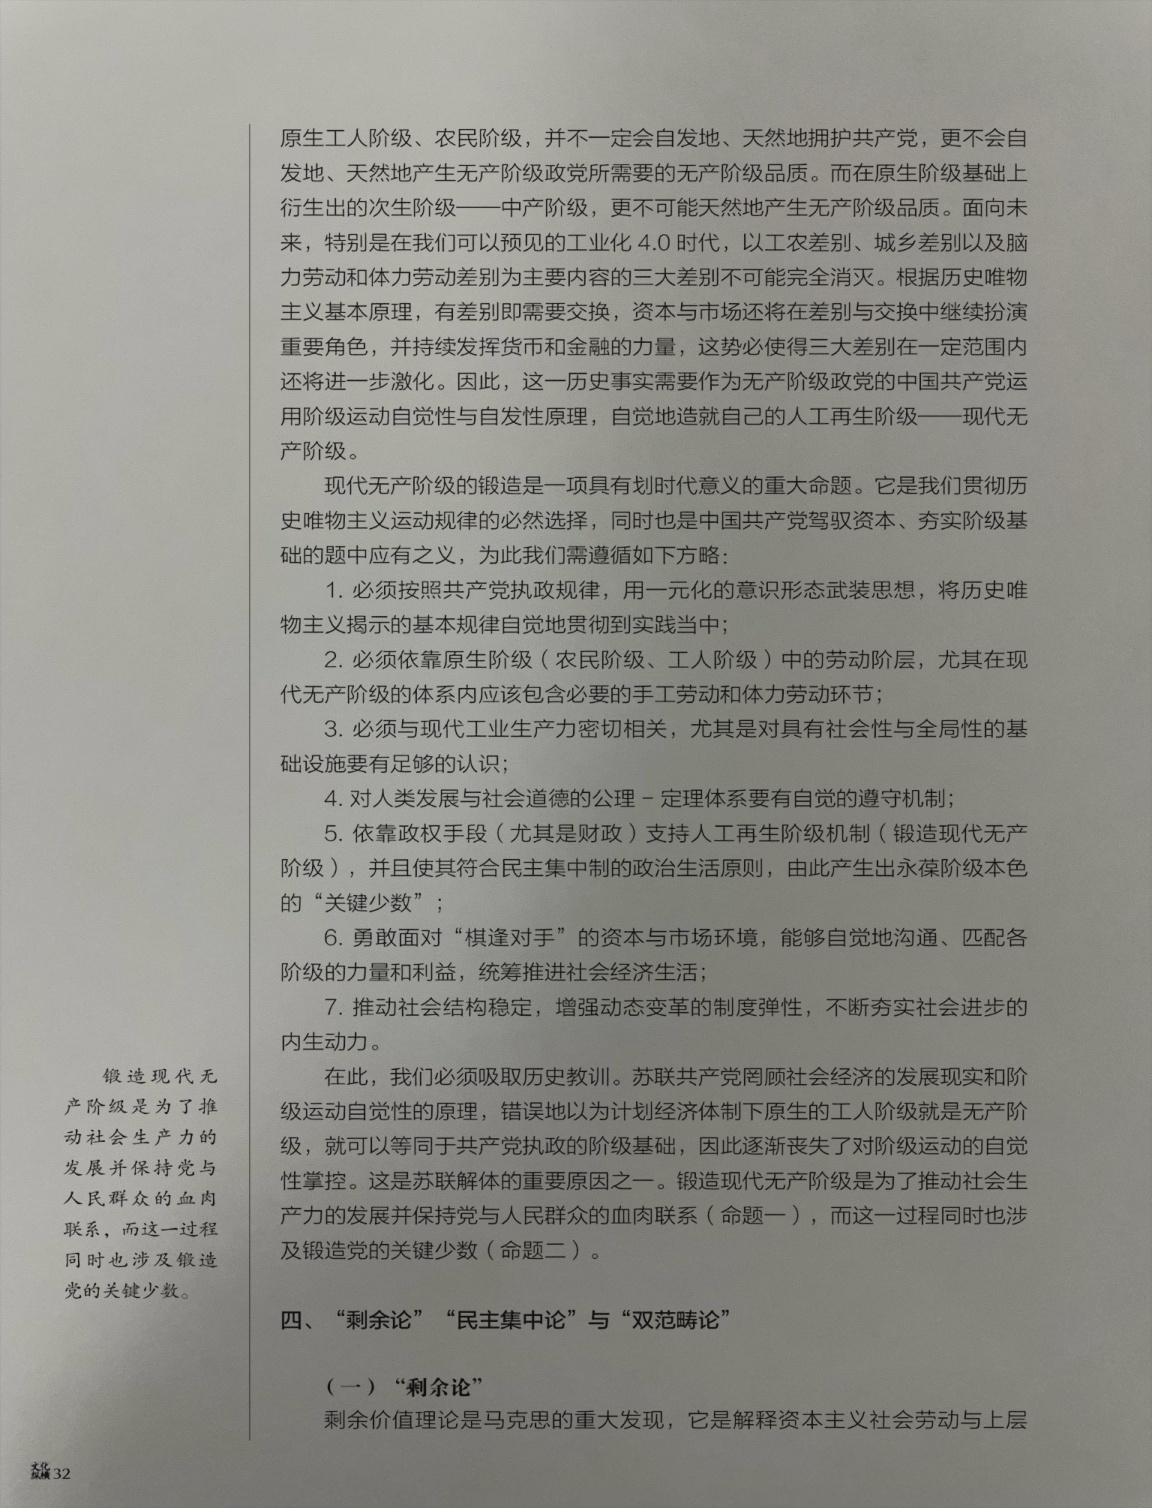 原生工人阶级、农民阶级，并不一定会自发地、天然地拥护共产党，更不会自
发地、天然地产生无产阶级政党所需要的无产阶级品质。而在原生阶级基础上
衍生出的次生阶级——中产阶级，更不可能天然地产生无产阶级品质。面向未
来，特别是在我们可以预见的工业化 4.0 时代，以工农差别、城乡差别以及脑
力劳动和体力劳动差别为主要内容的三大差别不可能完全消灭。根据历史唯物
主义基本原理，有差别即需要交换，资本与市场还将在差别与交换中继续扮演
重要角色，并持续发挥货币和金融的力量，这势必使得三大差别在一定范围内
还将进一步激化。因此，这一历史事实需要作为无产阶级政党的中国共产党运
用阶级运动自觉性与自发性原理，自觉地造就自己的人工再生阶级——现代无
产阶级。
现代无产阶级的锻造是一项具有划时代意义的重大命题。它是我们贯彻历
史唯物主义运动规律的必然选择，同时也是中国共产党驾驭资本、夯实阶级基
础的题中应有之义，为此我们需遵循如下方略：
1. 必须按照共产党执政规律，用一元化的意识形态武装思想，将历史唯
物主义揭示的基本规律自觉地贯彻到实践当中；
2. 必须依靠原生阶级（农民阶级、工人阶级）中的劳动阶层，尤其在现
代无产阶级的体系内应该包含必要的手工劳动和体力劳动环节；
3. 必须与现代工业生产力密切相关，尤其是对具有社会性与全局性的基
础设施要有足够的认识；
4. 对人类发展与社会道德的公理 – 定理体系要有自觉的遵守机制；
5. 依靠政权手段（尤其是财政）支持人工再生阶级机制（锻造现代无产
阶级），并且使其符合民主集中制的政治生活原则，由此产生出永葆阶级本色
的“关键少数”；
6. 勇敢面对“棋逢对手”的资本与市场环境，能够自觉地沟通、匹配各
阶级的力量和利益，统筹推进社会经济生活；
7. 推动社会结构稳定，增强动态变革的制度弹性，不断夯实社会进步的
内生动力。
在此，我们必须吸取历史教训。苏联共产党罔顾社会经济的发展现实和阶
级运动自觉性的原理，错误地以为计划经济体制下原生的工人阶级就是无产阶
级，就可以等同于共产党执政的阶级基础，因此逐渐丧失了对阶级运动的自觉
性掌控。这是苏联解体的重要原因之一。锻造现代无产阶级是为了推动社会生
产力的发展并保持党与人民群众的血肉联系（命题一），而这一过程同时也涉
及锻造党的关键少数（命题二）。
锻造现代无
产阶级是为了推
动社会生产力的
发展并保持党与
人民群众的血肉
联系，而这一过程
同时也涉及锻造
党的关键少数。
四、“剩余论”“民主集中论”与“双范畴论”
（一）“剩余论”
剩余价值理论是马克思的重大发现，它是解释资本主义社会劳动与上层
文化
纵横 32